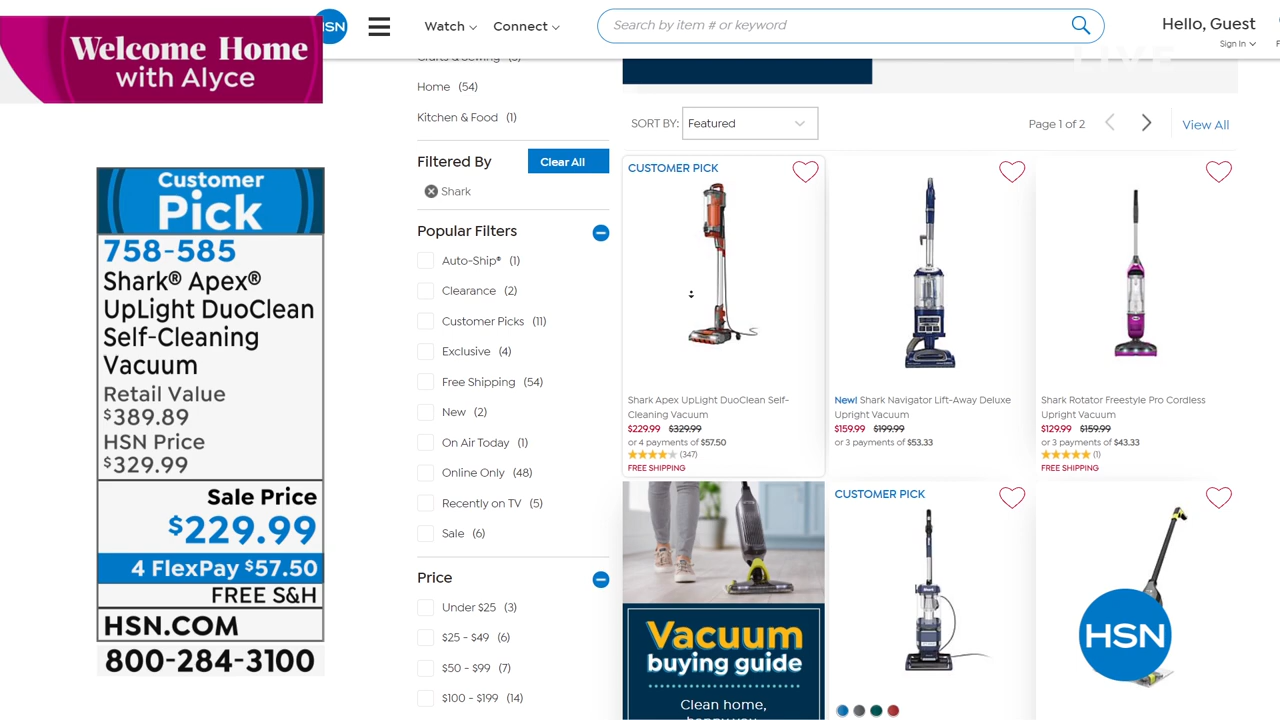 Welcome Home
with Alyce
HSN
Watch
Connect
Search by item # or keyword
Hello, Guest
Sign In
LIVE
Crafts & Sewing (3)
Home (54)
Kitchen & Food (1)
Filtered By
Clear All
Shark
Popular Filters
Auto-Ship® (1)
Clearance (2)
Customer Picks (11)
Exclusive (4)
Free Shipping (54)
New (2)
On Air Today (1)
Online Only (48)
Recently on TV (5)
Sale (6)
Price
Under $25 (3)
$25 - $49 (6)
$50 - $99 (7)
$100 - $199 (14)
Customer
Pick
758-585
Shark® Apex®
UpLight DuoClean
Self-Cleaning
Vacuum
Retail Value
$389.89
HSN Price
$329.99
Sale Price
$229.99
4 FlexPay $57.50
FREE S&H
HSN.COM
800-284-3100
SORT BY: Featured
Page 1 of 2
View All
CUSTOMER PICK
Shark Apex UpLight DuoClean Self-
Cleaning Vacuum
$229.99 $329.99
or 4 payments of $57.50
(347)
FREE SHIPPING
New! Shark Navigator Lift-Away Deluxe
Upright Vacuum
$159.99 $199.99
or 3 payments of $53.33
Shark Rotator Freestyle Pro Cordless
Upright Vacuum
$129.99 $159.99
or 3 payments of $43.33
(1)
FREE SHIPPING
Vacuum
buying guide
Clean home,
CUSTOMER PICK
HSN